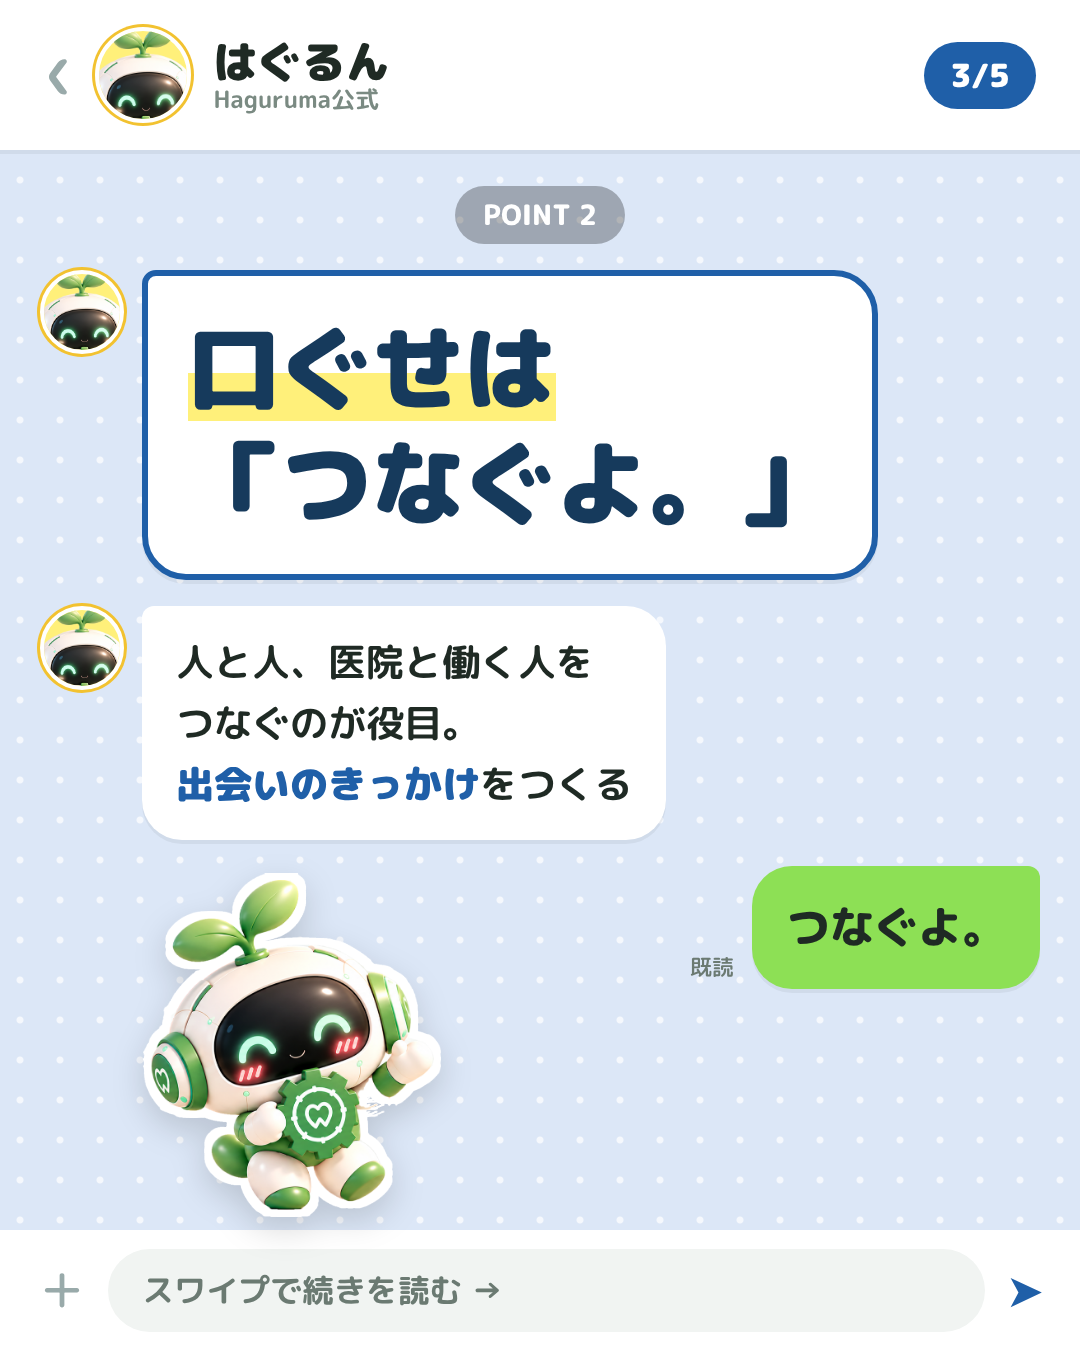 はぐるん
Haguruma公式
3/5
POINT 2
口ぐせは
「つなぐよ。」
人と人、医院と働く人を
つなぐのが役目。
出会いのきっかけをつくる
つなぐよ。
既読
スワイプで続きを読む →